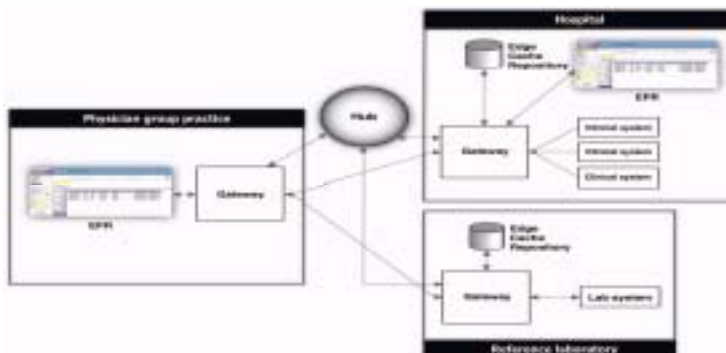 Hospital
Edge
Cache
Repository
EPR
Hub
Physician group practice
Gateway
Clinical system
Clinical system
Clinical system
Gateway
EPR
Edge
Cache
Repository
Gateway
Lab system
Reference laboratory